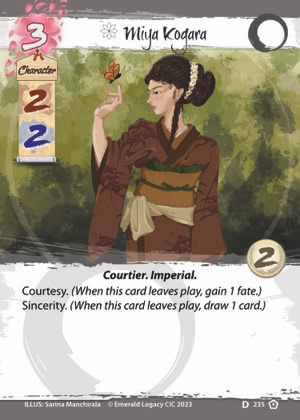 3
Miya Kogara
Character
2
2
2
Courtier. Imperial.
Courtesy. (When this card leaves play, gain 1 fate.)
Sincerity. (When this card leaves play, draw 1 card.)
ILLUS: Sarina Manchirala © Emerald Legacy CIC 2023 D 235